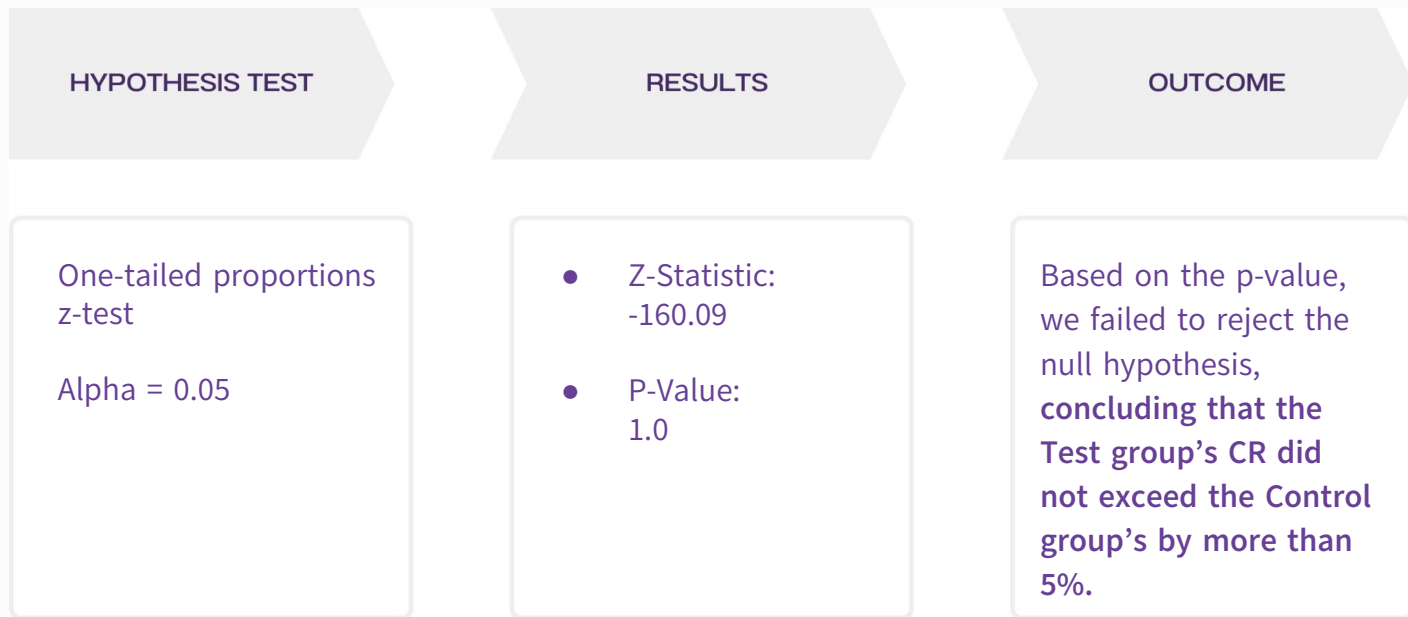 HYPOTHESIS TEST
RESULTS
OUTCOME
One-tailed proportions
z-test
Alpha = 0.05
● Z-Statistic:
-160.09
● P-Value:
1.0
Based on the p-value,
we failed to reject the
null hypothesis,
concluding that the
Test group’s CR did
not exceed the Control
group’s by more than
5%.